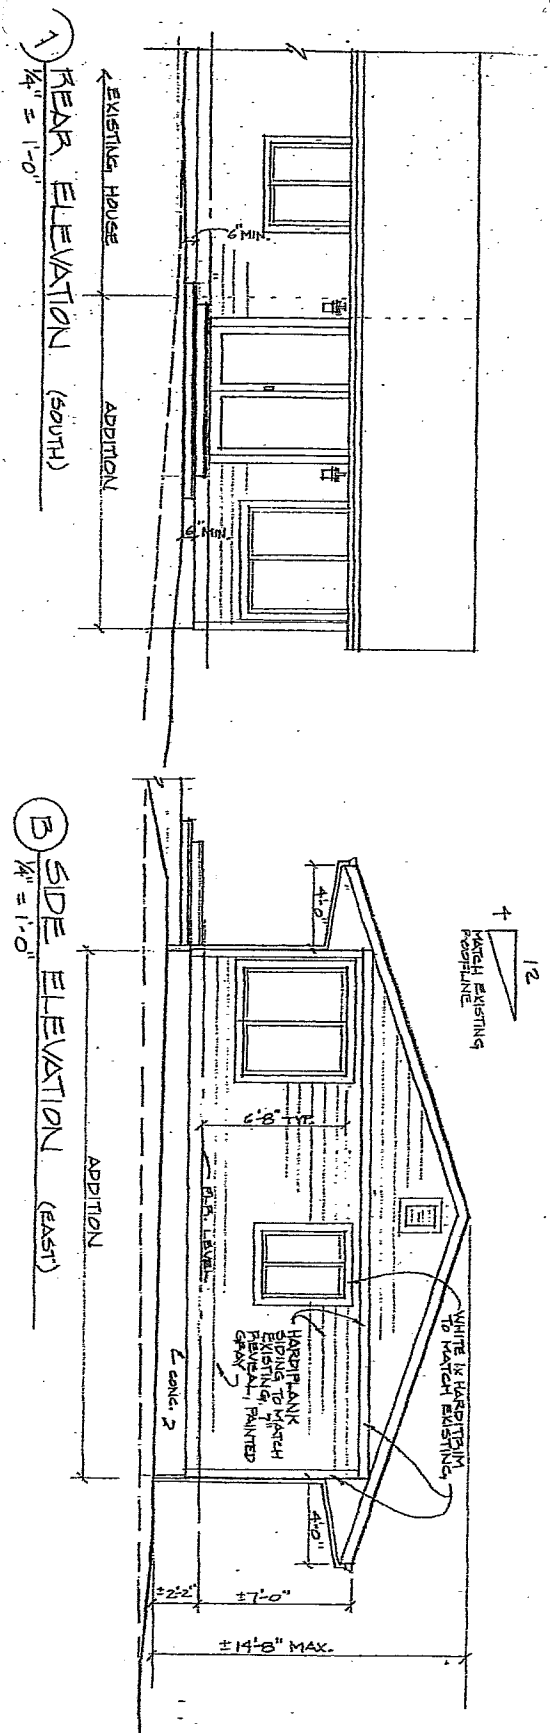 1
REAR ELEVATION (SOUTH)
1/4" = 1'-0"
EXISTING HOUSE
ADDITION
6" MIN.
6" MIN.
B
SIDE ELEVATION (EAST)
1/4" = 1'-0"
ADDITION
12
4
MATCH EXISTING
ROOFLINE
4'-0"
6'-8" TYP.
FLR. LEVEL
WHITE 1x HARDITRIM
TO MATCH EXISTING
HARDIPLANK
SIDING TO MATCH
EXISTING, 7"
REVEAL, PAINTED
GRAY
CONC.
4'-0"
±2'-2"
±7'-0"
±14'-8" MAX.